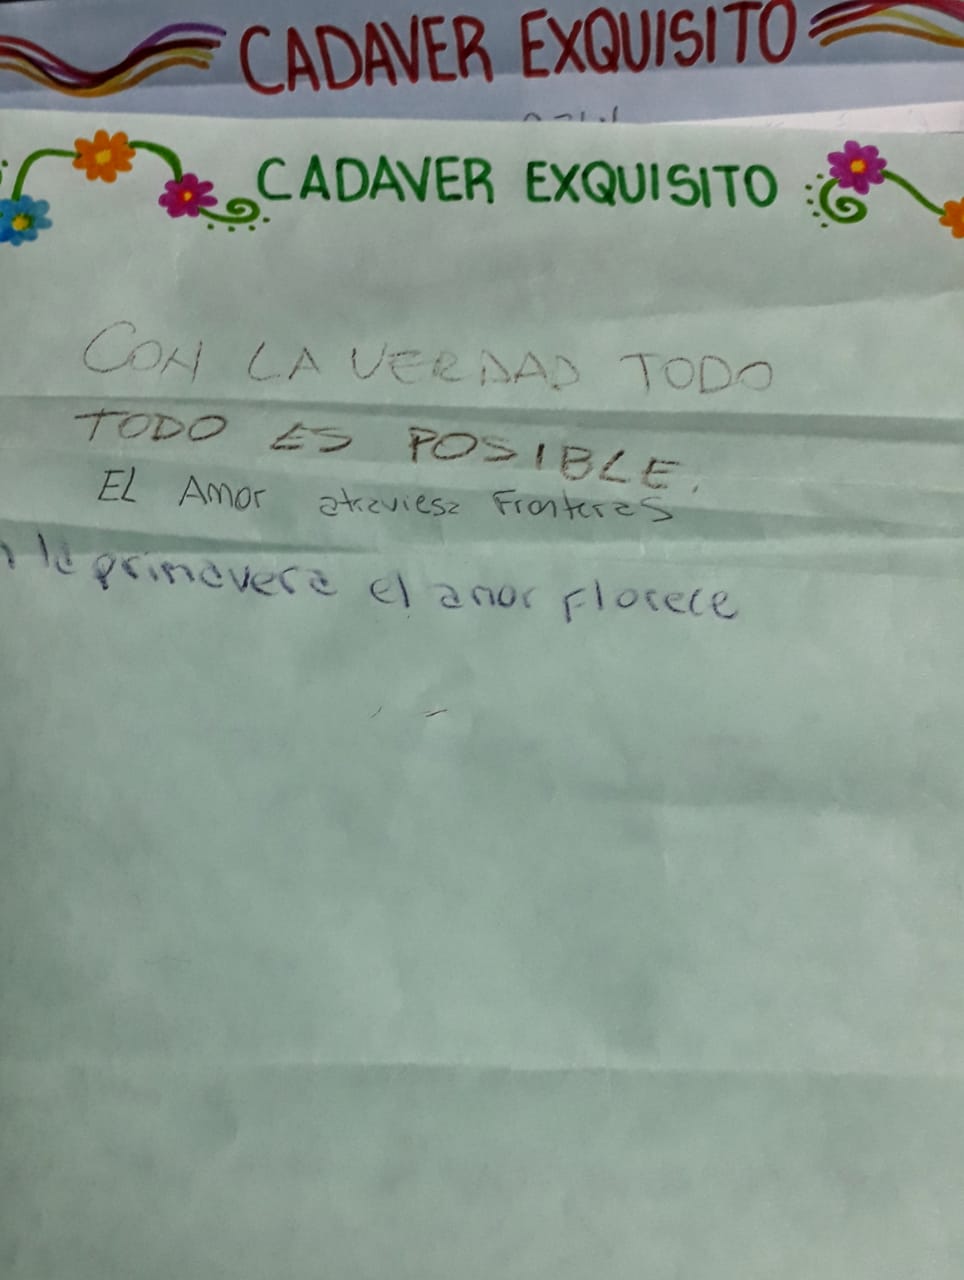 CADAVER EXQUISITO
CADAVER EXQUISITO
CON LA VERDAD TODO
TODO ES POSIBLE.
EL Amor atraviesa Fronteras
la primavera el amor Florece